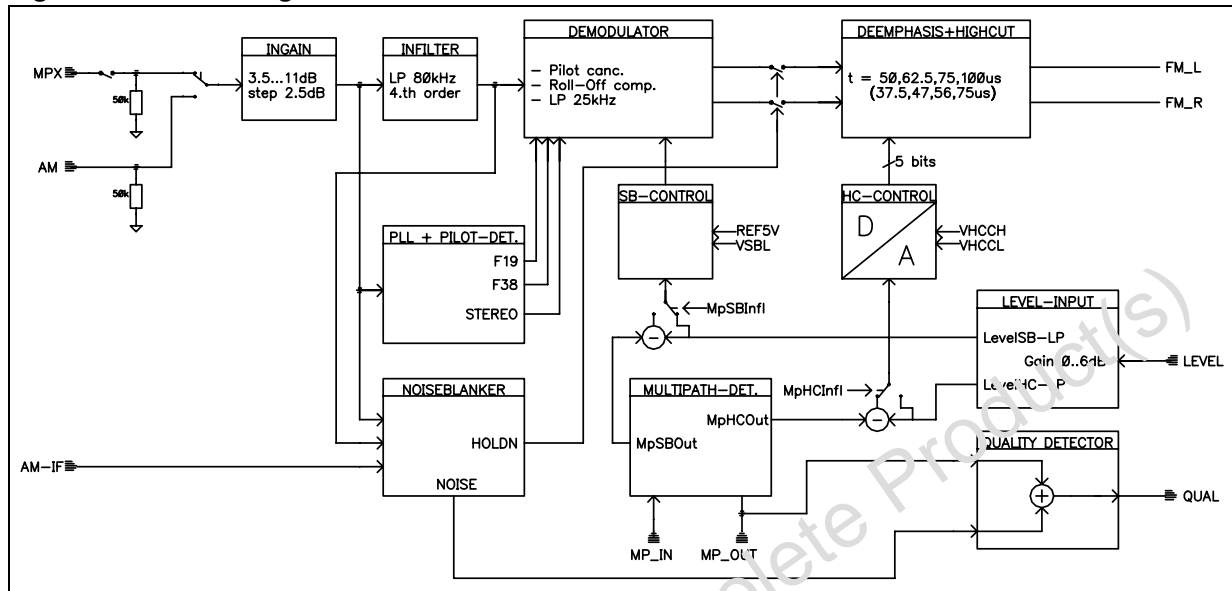 MPX
50k
AM
50k
INGAIN
3.5...11dB
step 2.5dB
INFILTER
LP 80kHz
4.th order
DEMODULATOR
– Pilot canc.
– Roll-Off comp.
– LP 25kHz
DEEMPHASIS+HIGHCUT
t = 50,62.5,75,100us
(37.5,47,56,75us)
FM_L
FM_R
5 bits
SB-CONTROL
REF5V
VSBL
HC-CONTROL
D
A
VHCCH
VHCCL
PLL + PILOT-DET.
F19
F38
STEREO
MpSBInfl
LEVEL-INPUT
LevelSB-LP
Gain 0..6dB
LevelHC-LP
LEVEL
NOISEBLANKER
HOLDN
NOISE
AM-IF
MULTIPATH-DET.
MpHCOut
MpSBOut
MpHCInfl
MP_IN
MP_OUT
QUALITY DETECTOR
QUAL